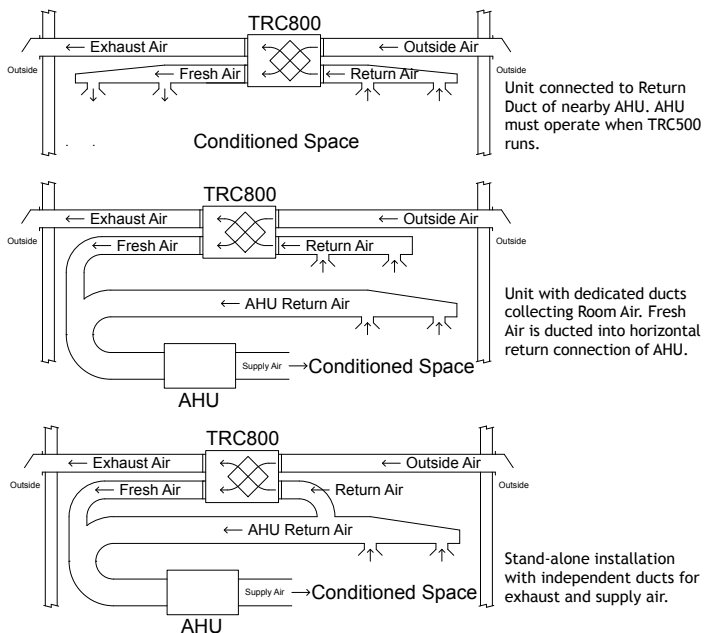 TRC800
← Exhaust Air
← Outside Air
Outside
Outside
← Fresh Air
← Return Air
Conditioned Space
Unit connected to Return
Duct of nearby AHU. AHU
must operate when TRC500
runs.
TRC800
← Exhaust Air
← Outside Air
Outside
Outside
← Fresh Air
← Return Air
← AHU Return Air
Supply Air → Conditioned Space
AHU
Unit with dedicated ducts
collecting Room Air. Fresh
Air is ducted into horizontal
return connection of AHU.
TRC800
← Exhaust Air
← Outside Air
Outside
Outside
← Fresh Air
← Return Air
← AHU Return Air
Supply Air → Conditioned Space
AHU
Stand-alone installation
with independent ducts for
exhaust and supply air.